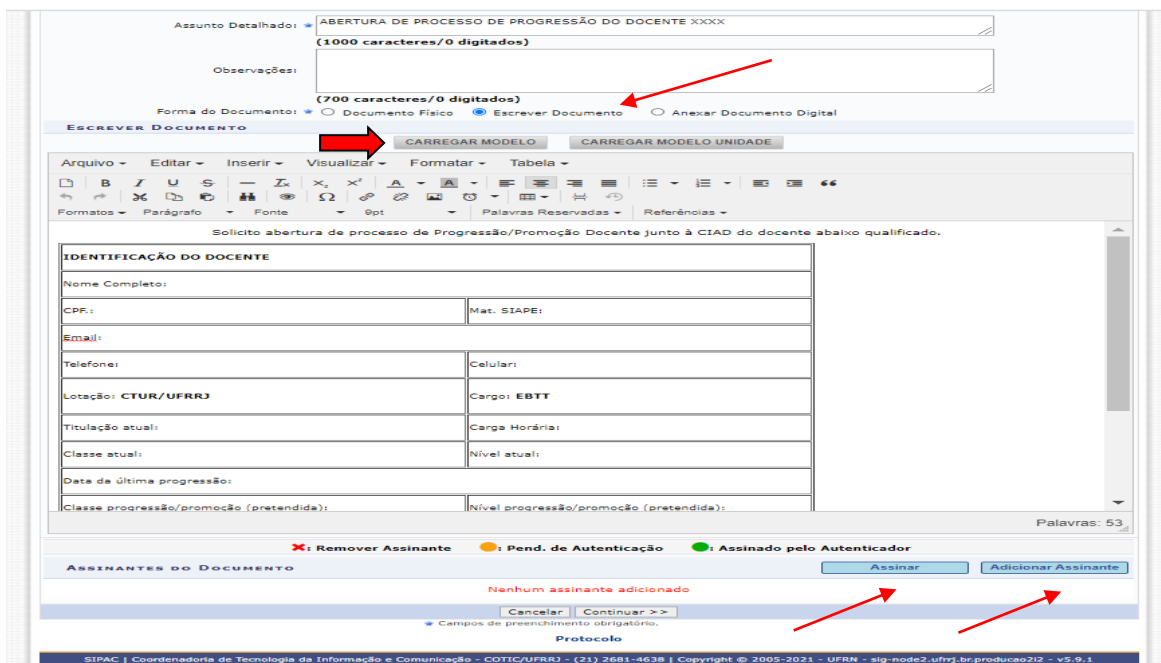 Assunto Detalhado: ★ ABERTURA DE PROCESSO DE PROGRESSÃO DO DOCENTE XXXX
(1000 caracteres/0 digitados)
Observações:
(700 caracteres/0 digitados)
Forma do Documento: ★ Documento Físico Escrever Documento Anexar Documento Digital
ESCREVER DOCUMENTO
CARREGAR MODELO CARREGAR MODELO UNIDADE
Arquivo Editar Inserir Visualizar Formatar Tabela
Formatos Parágrafo Fonte 9pt Palavras Reservadas Referências
Solicito abertura de processo de Progressão/Promoção Docente junto à CIAD do docente abaixo qualificado.
IDENTIFICAÇÃO DO DOCENTE
Nome Completo:
CPF.: Mat. SIAPE:
Email:
Telefone: Celular:
Lotação: CTUR/UFRRJ Cargo: EBTT
Titulação atual: Carga Horária:
Classe atual: Nível atual:
Data da última progressão:
Classe progressão/promoção (pretendida): Nível progressão/promoção (pretendida):
Palavras: 53
: Remover Assinante : Pend. de Autenticação : Assinado pelo Autenticador
ASSINANTES DO DOCUMENTO Assinar Adicionar Assinante
Nenhum assinante adicionado
Cancelar Continuar >>
★ Campos de preenchimento obrigatório.
Protocolo
SIPAC | Coordenadoria de Tecnologia da Informação e Comunicação - COTIC/UFRRJ - (21) 2681-4638 | Copyright © 2005-2021 - UFRN - sig-node2.ufrrj.br.producao2i2 - v5.9.1